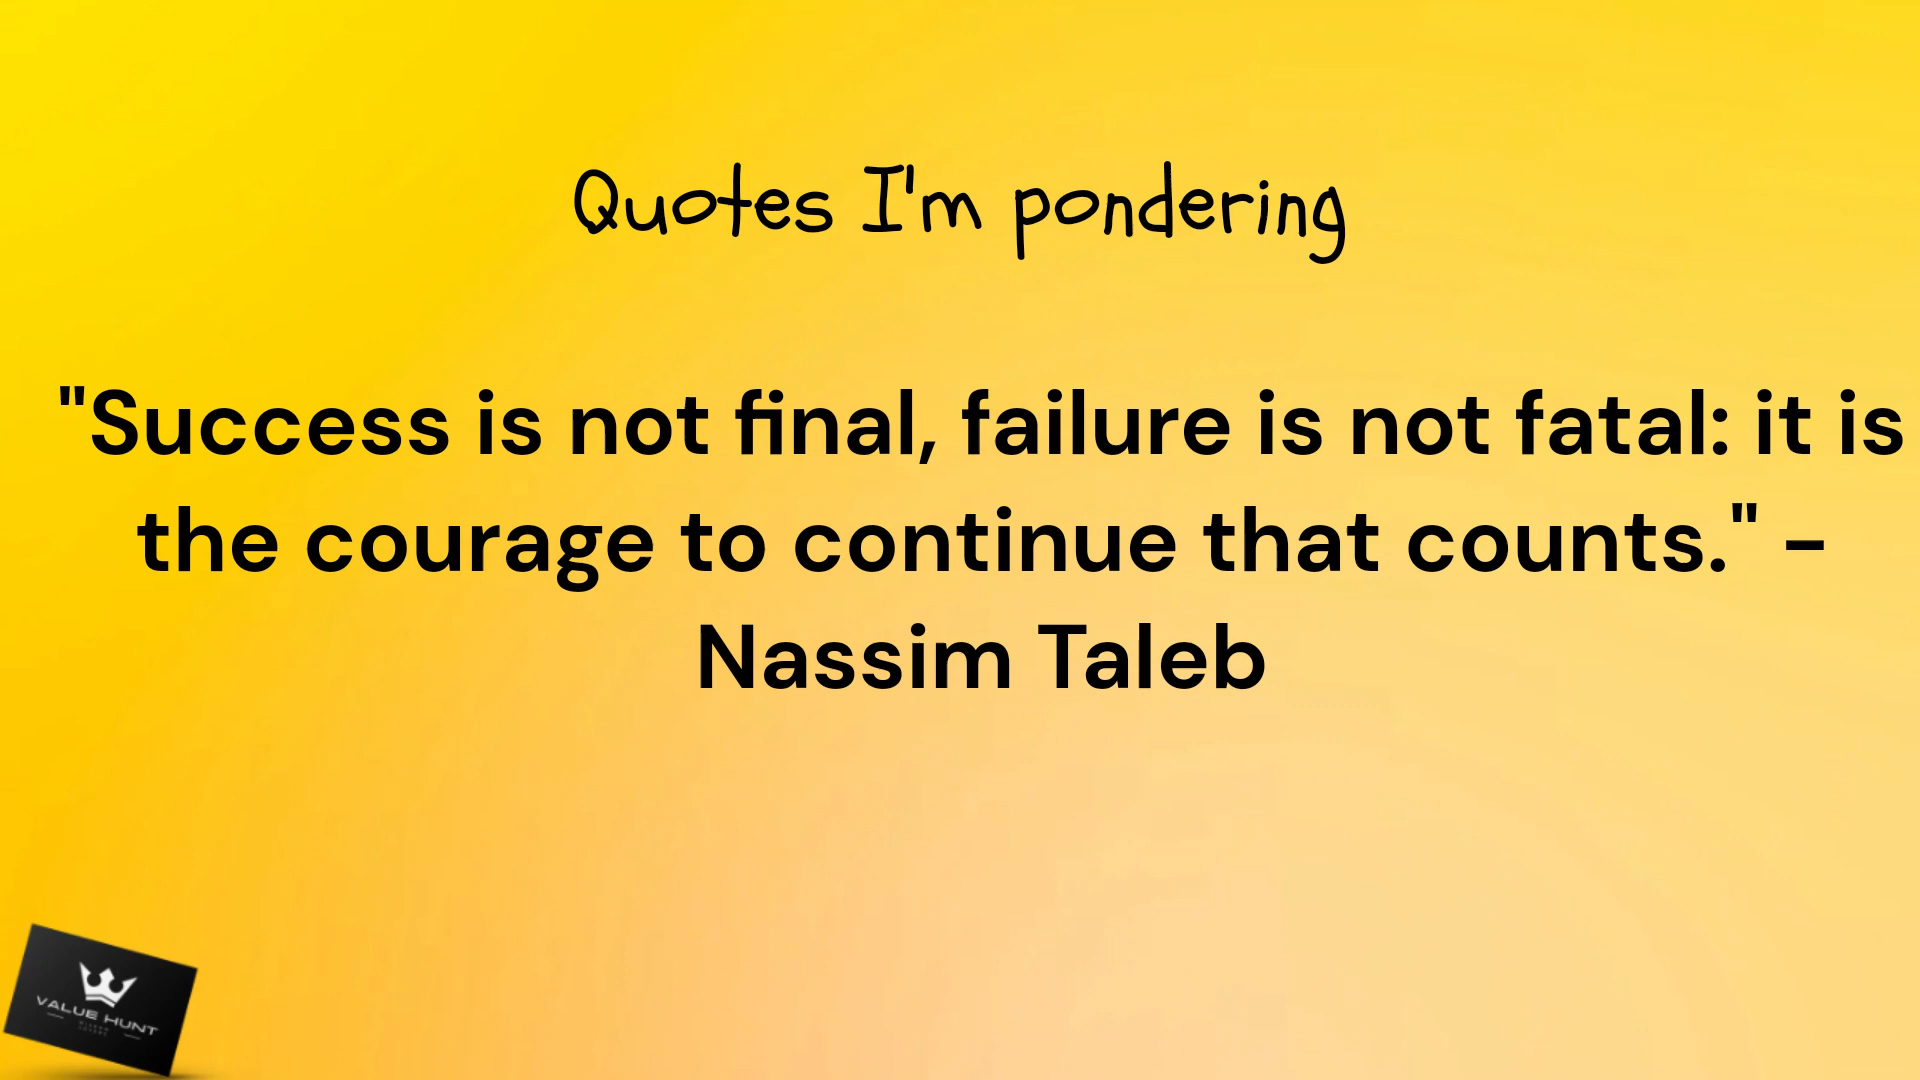 Quotes I'm pondering
"Success is not final, failure is not fatal: it is
the courage to continue that counts." -
Nassim Taleb
VALUE HUNT